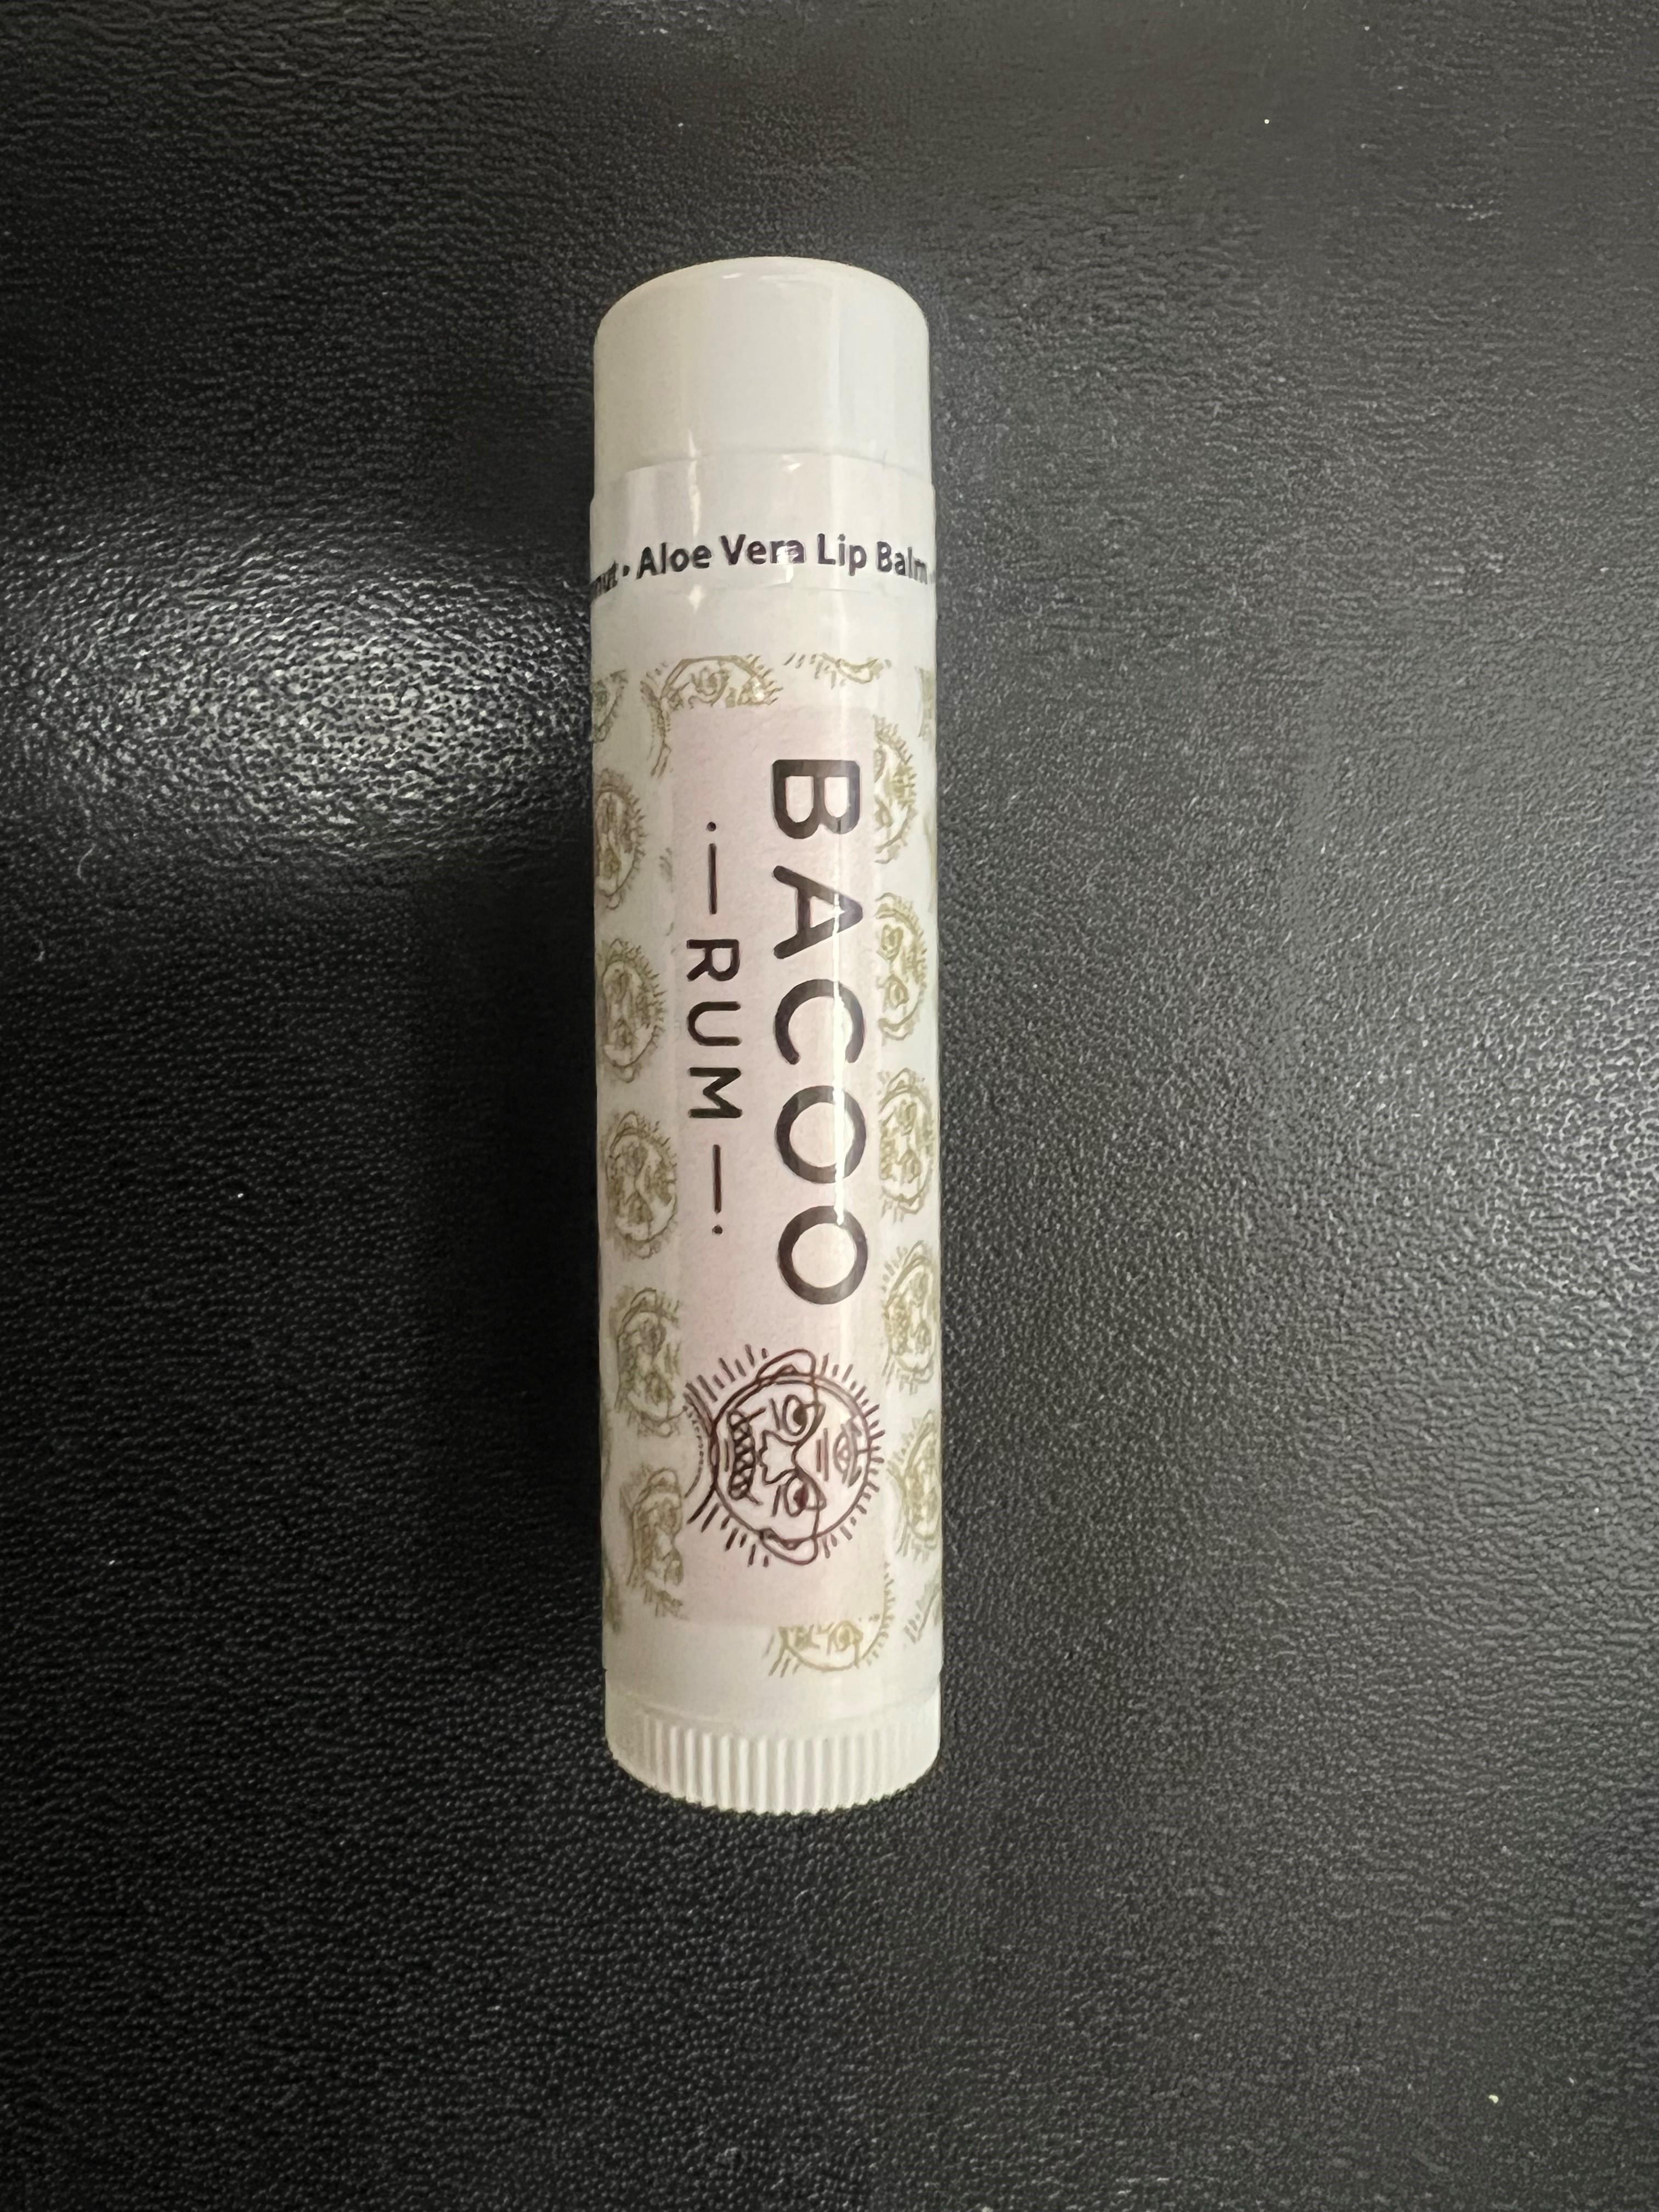 • Aloe Vera Lip Balm
BACOO
RUM